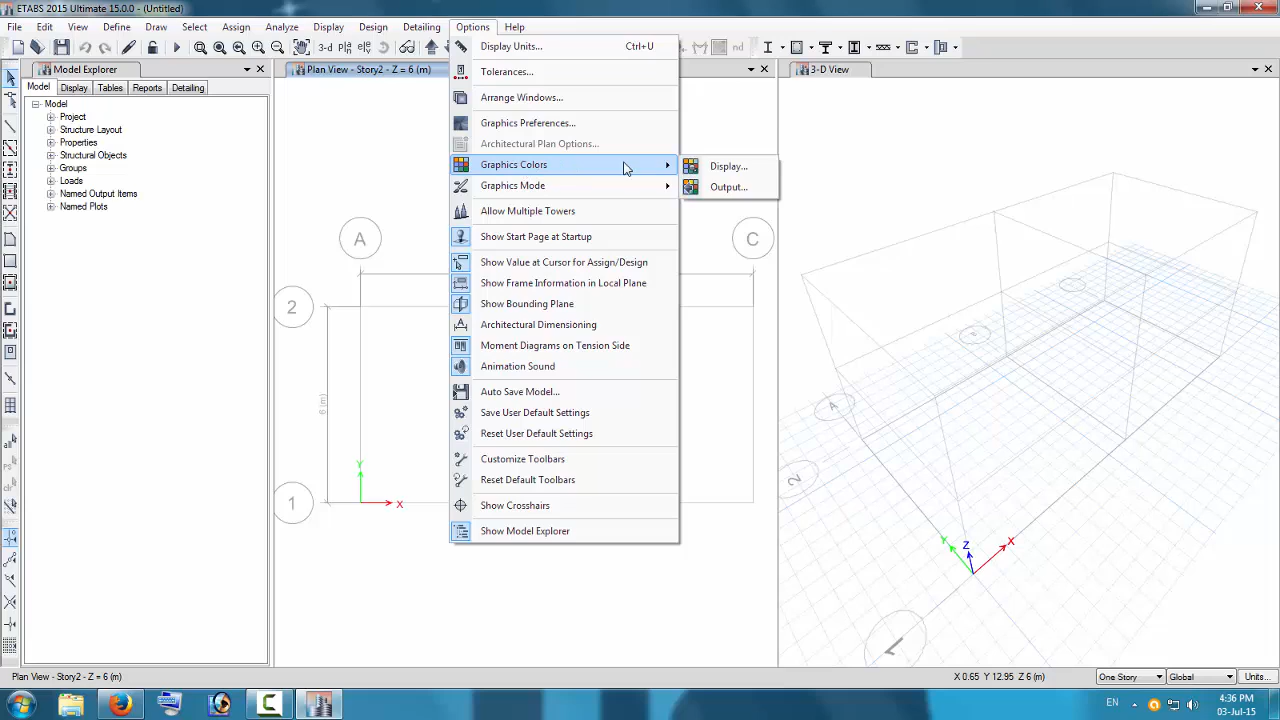 ETABS 2015 Ultimate 15.0.0 - (Untitled)
File Edit View Define Draw Select Assign Analyze Display Design Detailing Options Help
3-d
nd
Model Explorer
Plan View - Story2 - Z = 6 (m)
3-D View
Model Display Tables Reports Detailing
Model
Project
Structure Layout
Properties
Structural Objects
Groups
Loads
Named Output Items
Named Plots
Display Units... Ctrl+U
Tolerances...
Arrange Windows...
Graphics Preferences...
Architectural Plan Options...
Graphics Colors
Graphics Mode
Allow Multiple Towers
Show Start Page at Startup
Show Value at Cursor for Assign/Design
Show Frame Information in Local Plane
Show Bounding Plane
Architectural Dimensioning
Moment Diagrams on Tension Side
Animation Sound
Auto Save Model...
Save User Default Settings
Reset User Default Settings
Customize Toolbars
Reset Default Toolbars
Show Crosshairs
Show Model Explorer
Display...
Output...
A
C
2
6 (m)
1
Y
X
A
2
1
Y
Z
X
all
clr
Plan View - Story2 - Z = 6 (m)
X 0.65 Y 12.95 Z 6 (m)
One Story
Global
Units...
EN
4:36 PM
03-Jul-15